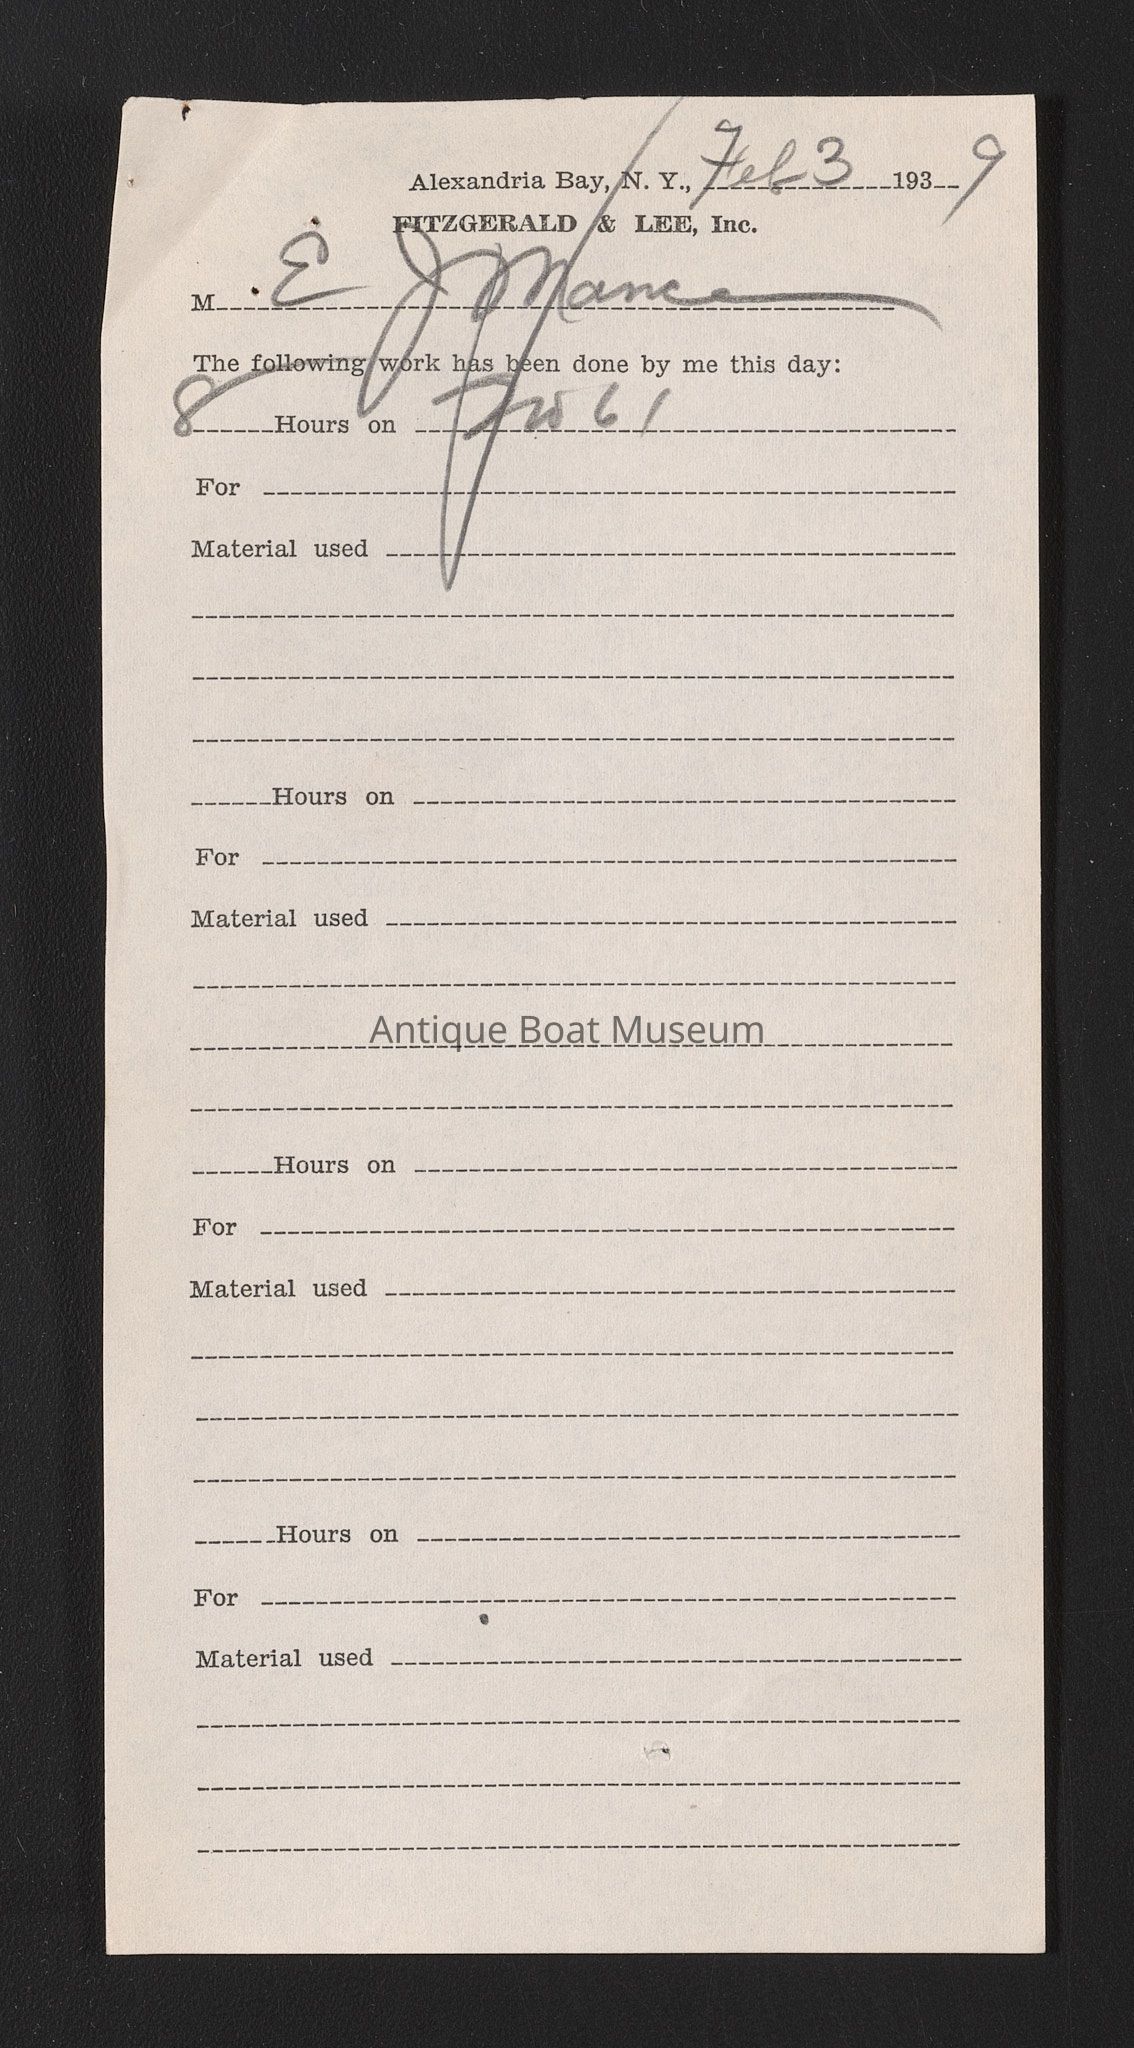 Alexandria Bay, N. Y., Feb 3 1939
FITZGERALD & LEE, Inc.
M E J
The following work has been done by me this day:
8 Hours on 61
For
Material used
Hours on
For
Material used
Antique Boat Museum
Hours on
For
Material used
Hours on
For
Material used